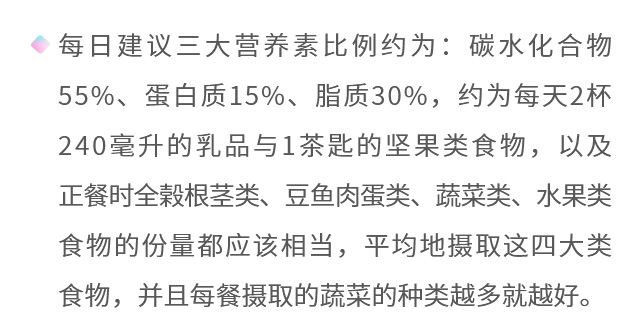 每日建议三大营养素比例约为：碳水化合物
55%、蛋白质15%、脂质30%，约为每天2杯
240毫升的乳品与1茶匙的坚果类食物，以及
正餐时全榖根茎类、豆鱼肉蛋类、蔬菜类、水果类
食物的份量都应该相当，平均地摄取这四大类
食物，并且每餐摄取的蔬菜的种类越多就越好。